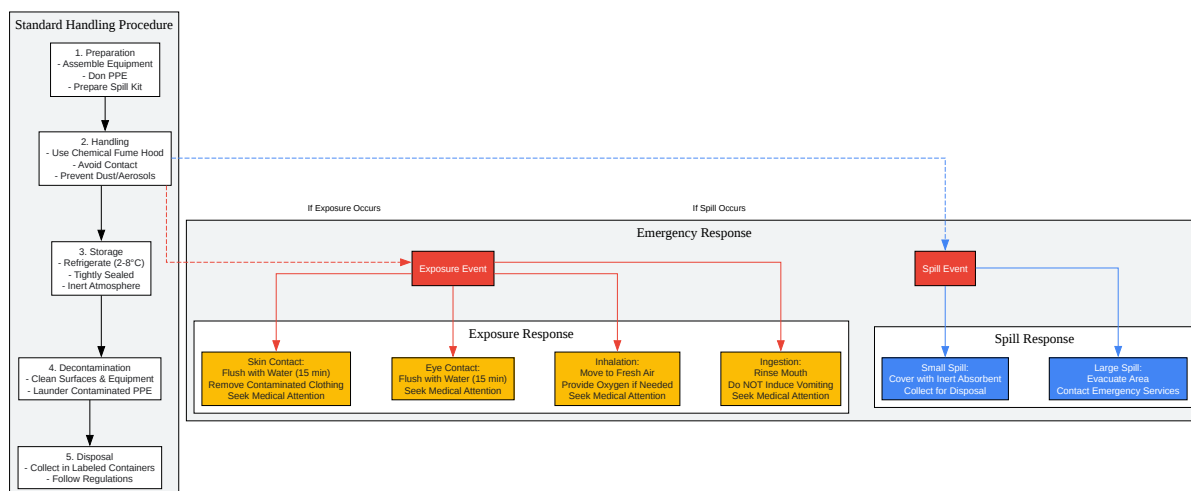 Standard Handling Procedure
1. Preparation
- Assemble Equipment
- Don PPE
- Prepare Spill Kit
2. Handling
- Use Chemical Fume Hood
- Avoid Contact
- Prevent Dust/Aerosols
3. Storage
- Refrigerate (2-8°C)
- Tightly Sealed
- Inert Atmosphere
4. Decontamination
- Clean Surfaces & Equipment
- Launder Contaminated PPE
5. Disposal
- Collect in Labeled Containers
- Follow Regulations
If Exposure Occurs
If Spill Occurs
Emergency Response
Exposure Event
Spill Event
Exposure Response
Skin Contact:
Flush with Water (15 min)
Remove Contaminated Clothing
Seek Medical Attention
Eye Contact:
Flush with Water (15 min)
Seek Medical Attention
Inhalation:
Move to Fresh Air
Provide Oxygen if Needed
Seek Medical Attention
Ingestion:
Rinse Mouth
Do NOT Induce Vomiting
Seek Medical Attention
Spill Response
Small Spill:
Cover with Inert Absorbent
Collect for Disposal
Large Spill:
Evacuate Area
Contact Emergency Services